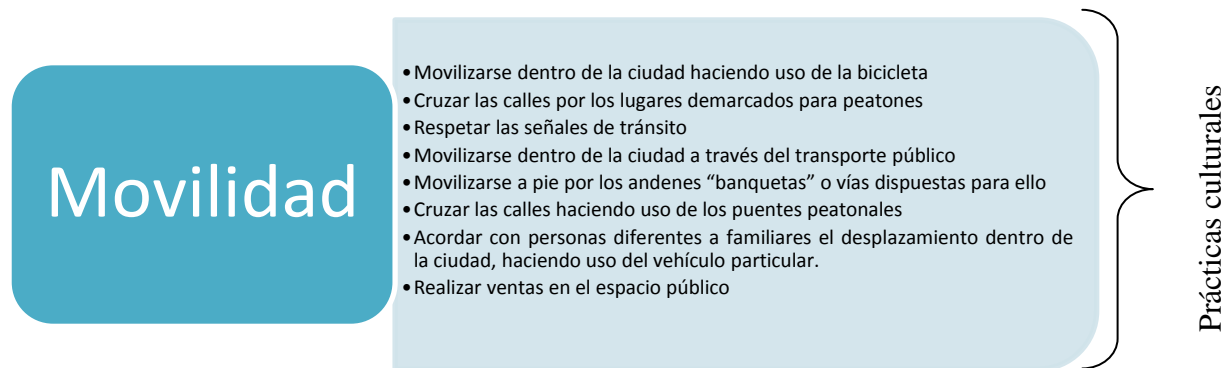 Movilidad
•Movilizarse dentro de la ciudad haciendo uso de la bicicleta
•Cruzar las calles por los lugares demarcados para peatones
•Respetar las señales de tránsito
•Movilizarse dentro de la ciudad a través del transporte público
•Movilizarse a pie por los andenes “banquetas” o vías dispuestas para ello
•Cruzar las calles haciendo uso de los puentes peatonales
•Acordar con personas diferentes a familiares el desplazamiento dentro de
la ciudad, haciendo uso del vehículo particular.
•Realizar ventas en el espacio público
Prácticas culturales